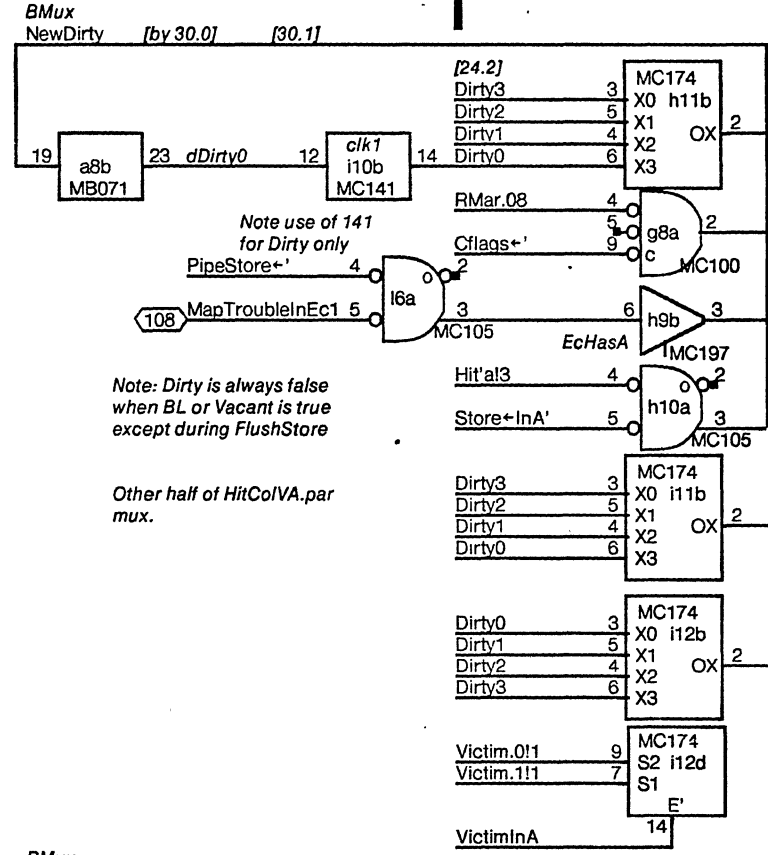 BMux
NewDirty [by 30.0] [30.1]
[24.2]
Dirty3 3 X0 MC174 h11b
Dirty2 5 X1
Dirty1 4 X2 OX 2
Dirty0 6 X3
19 a8b MB071 23 dDirty0 12 clk1 i10b MC141 14
RMar.08 4
5 g8a 2
Cflags←' 9 c
MC100
Note use of 141
for Dirty only
PipeStore←' 4 o 2
l6a
108 MapTroubleInEc1 5 3
MC105
6 h9b 3
EcHasA
MC197
Hit'a!3 4 o 2
h10a
Store←InA' 5 3
MC105
Note: Dirty is always false
when BL or Vacant is true
except during FlushStore
Other half of HitColVA.par
mux.
MC174
Dirty3 3 X0 i11b
Dirty2 5 X1
Dirty1 4 X2 OX 2
Dirty0 6 X3
MC174
Dirty0 3 X0 i12b
Dirty1 5 X1
Dirty2 4 X2 OX 2
Dirty3 6 X3
MC174
Victim.0!1 9 S2 i12d
Victim.1!1 7 S1
E'
14
VictimInA